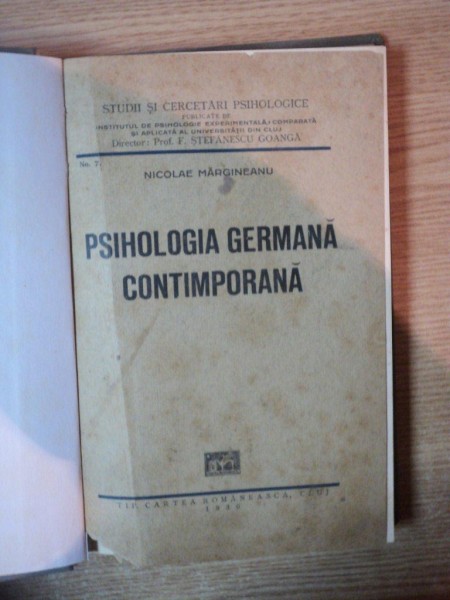 STUDII ȘI CERCETĂRI PSIHOLOGICE
PUBLICATE DE
INSTITUTUL DE PSIHOLOGIE EXPERIMENTALĂ, COMPARATĂ
ȘI APLICATĂ AL UNIVERSITĂȚII DIN CLUJ
Director: Prof. F. ȘTEFĂNESCU GOANGĂ
No. 7.
NICOLAE MĂRGINEANU
PSIHOLOGIA GERMANĂ
CONTIMPORANĂ
TIP. CARTEA ROMÂNEASCĂ, CLUJ